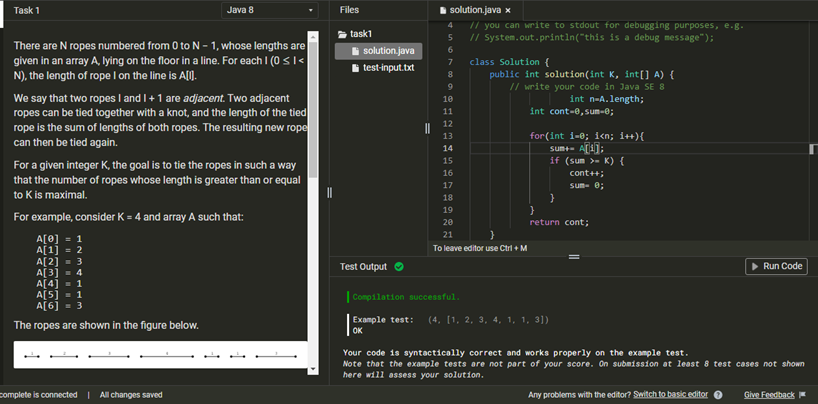 Task 1
Java 8
There are N ropes numbered from 0 to N − 1, whose lengths are
given in an array A, lying on the floor in a line. For each I (0 ≤ I <
N), the length of rope I on the line is A[I].
We say that two ropes I and I + 1 are adjacent. Two adjacent
ropes can be tied together with a knot, and the length of the tied
rope is the sum of lengths of both ropes. The resulting new rope
can then be tied again.
For a given integer K, the goal is to tie the ropes in such a way
that the number of ropes whose length is greater than or equal
to K is maximal.
For example, consider K = 4 and array A such that:
A[0] = 1
A[1] = 2
A[2] = 3
A[3] = 4
A[4] = 1
A[5] = 1
A[6] = 3
The ropes are shown in the figure below.
1 2 3 4 1 1 3
Files
task1
solution.java
test-input.txt
solution.java ×
4 // you can write to stdout for debugging purposes, e.g.
5 // System.out.println("this is a debug message");
6
7 class Solution {
8 public int solution(int K, int[] A) {
9 // write your code in Java SE 8
10 int n=A.length;
11 int cont=0,sum=0;
12
13 for(int i=0; i<n; i++){
14 sum+= A[i];
15 if (sum >= K) {
16 cont++;
17 sum= 0;
18 }
19 }
20 return cont;
21 }
To leave editor use Ctrl + M
Test Output
Run Code
Compilation successful.
Example test: (4, [1, 2, 3, 4, 1, 1, 3])
OK
Your code is syntactically correct and works properly on the example test.
Note that the example tests are not part of your score. On submission at least 8 test cases not shown
here will assess your solution.
complete is connected | All changes saved
Any problems with the editor? Switch to basic editor ? Give Feedback